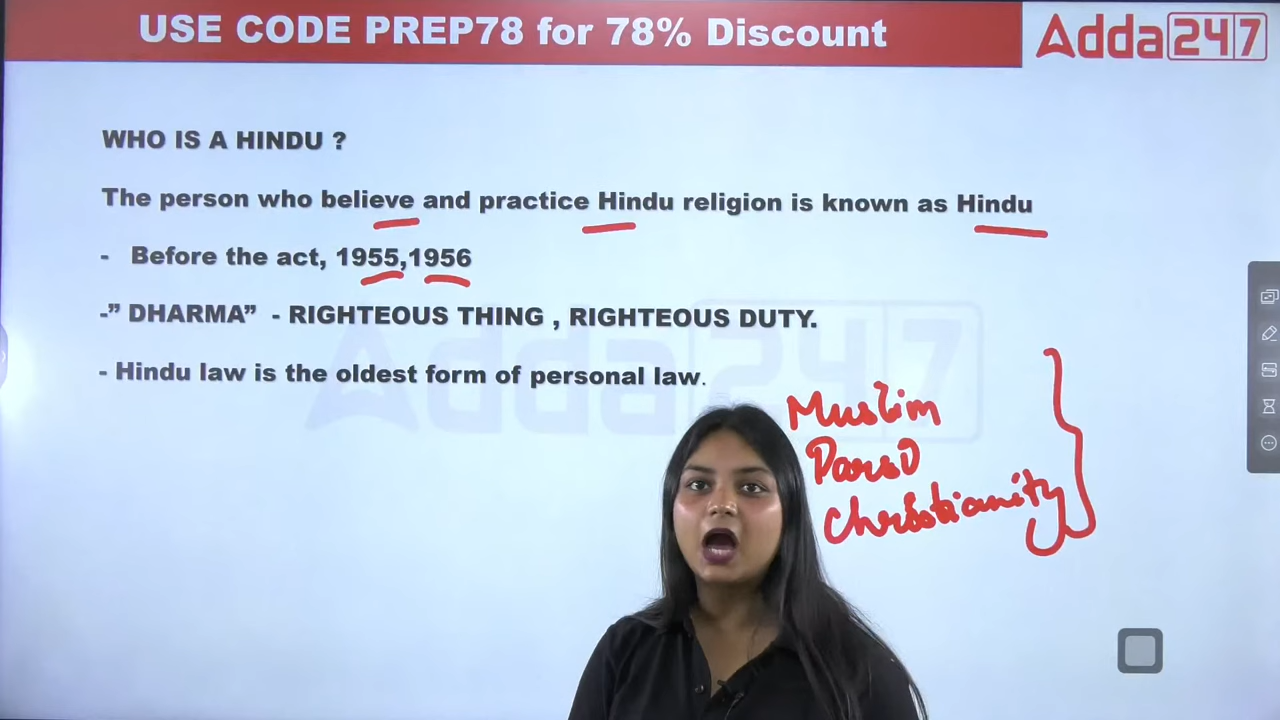 USE CODE PREP78 for 78% Discount
Adda247
WHO IS A HINDU ?
The person who believe and practice Hindu religion is known as Hindu
- Before the act, 1955,1956
-” DHARMA” - RIGHTEOUS THING , RIGHTEOUS DUTY.
- Hindu law is the oldest form of personal law.
Adda247
Muslim
Parsi
Christianity